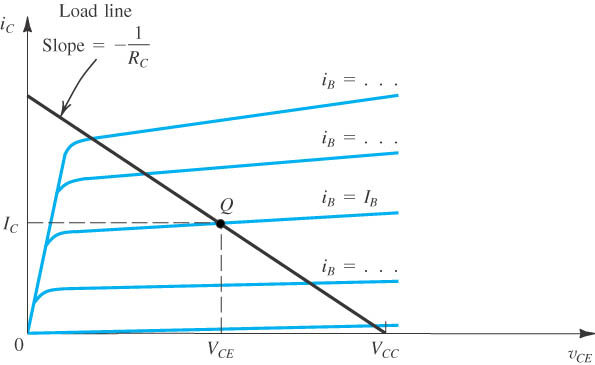 Load line
i_C
Slope = −1/R_C
i_B = . . .
i_B = . . .
i_B = I_B
Q
I_C
i_B = . . .
0
V_CE
V_CC
v_CE